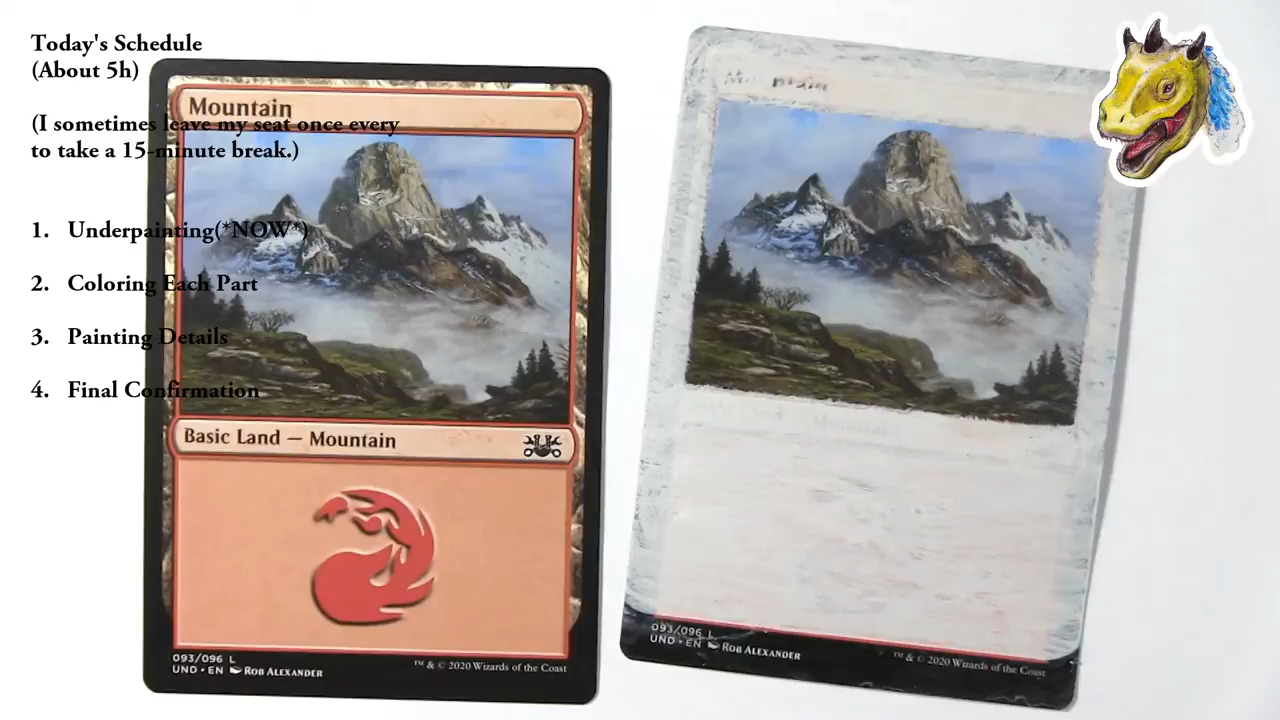 Today's Schedule
(About 5h)
(I sometimes leave my seat once every
to take a 15-minute break.)
1. Underpainting(*NOW*)
2. Coloring Each Part
3. Painting Details
4. Final Confirmation
Mountain
Basic Land — Mountain
093/096 L
UND • EN Rob Alexander
™ & © 2020 Wizards of the Coast
Mountain
Mountain
093/096 L
UND • EN Rob Alexander
™ & © 2020 Wizards of the Coast